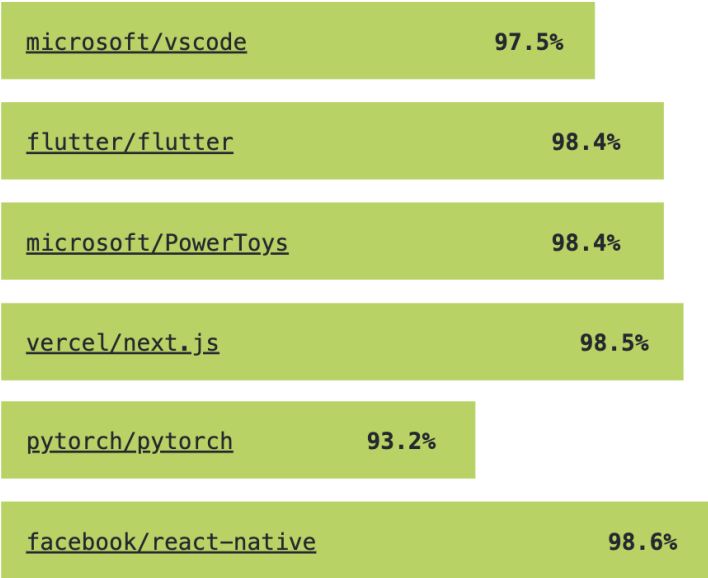 microsoft/vscode 97.5%
flutter/flutter 98.4%
microsoft/PowerToys 98.4%
vercel/next.js 98.5%
pytorch/pytorch 93.2%
facebook/react-native 98.6%